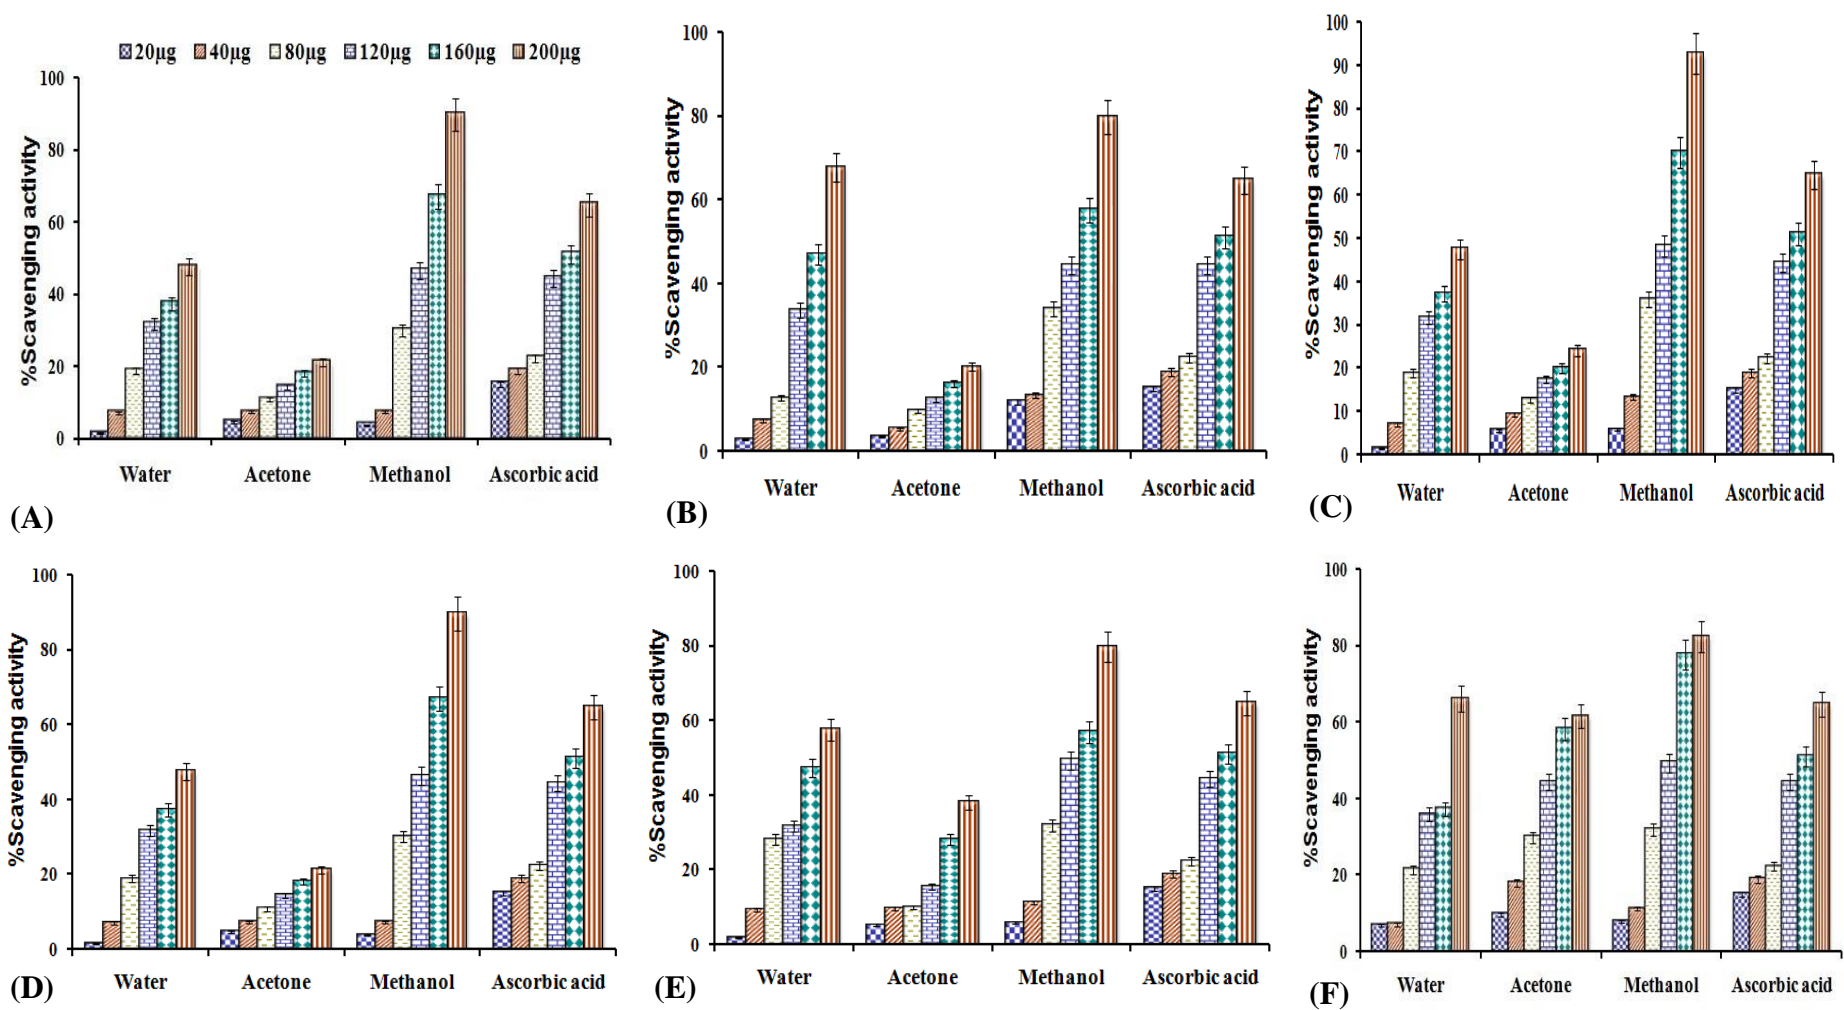 20µg 40µg 80µg 120µg 160µg 200µg
%Scavenging activity
100
80
60
40
20
0
Water Acetone Methanol Ascorbic acid
(A)
%Scavenging activity
100
80
60
40
20
0
Water Acetone Methanol Ascorbic acid
(B)
%Scavenging activity
100
90
80
70
60
50
40
30
20
10
0
Water Acetone Methanol Ascorbic acid
(C)
%Scavenging activity
100
80
60
40
20
0
Water Acetone Methanol Ascorbic acid
(D)
%Scavenging activity
100
80
60
40
20
0
Water Acetone Methanol Ascorbic acid
(E)
%Scavenging activity
100
80
60
40
20
0
Water Acetone Methanol Ascorbic acid
(F)